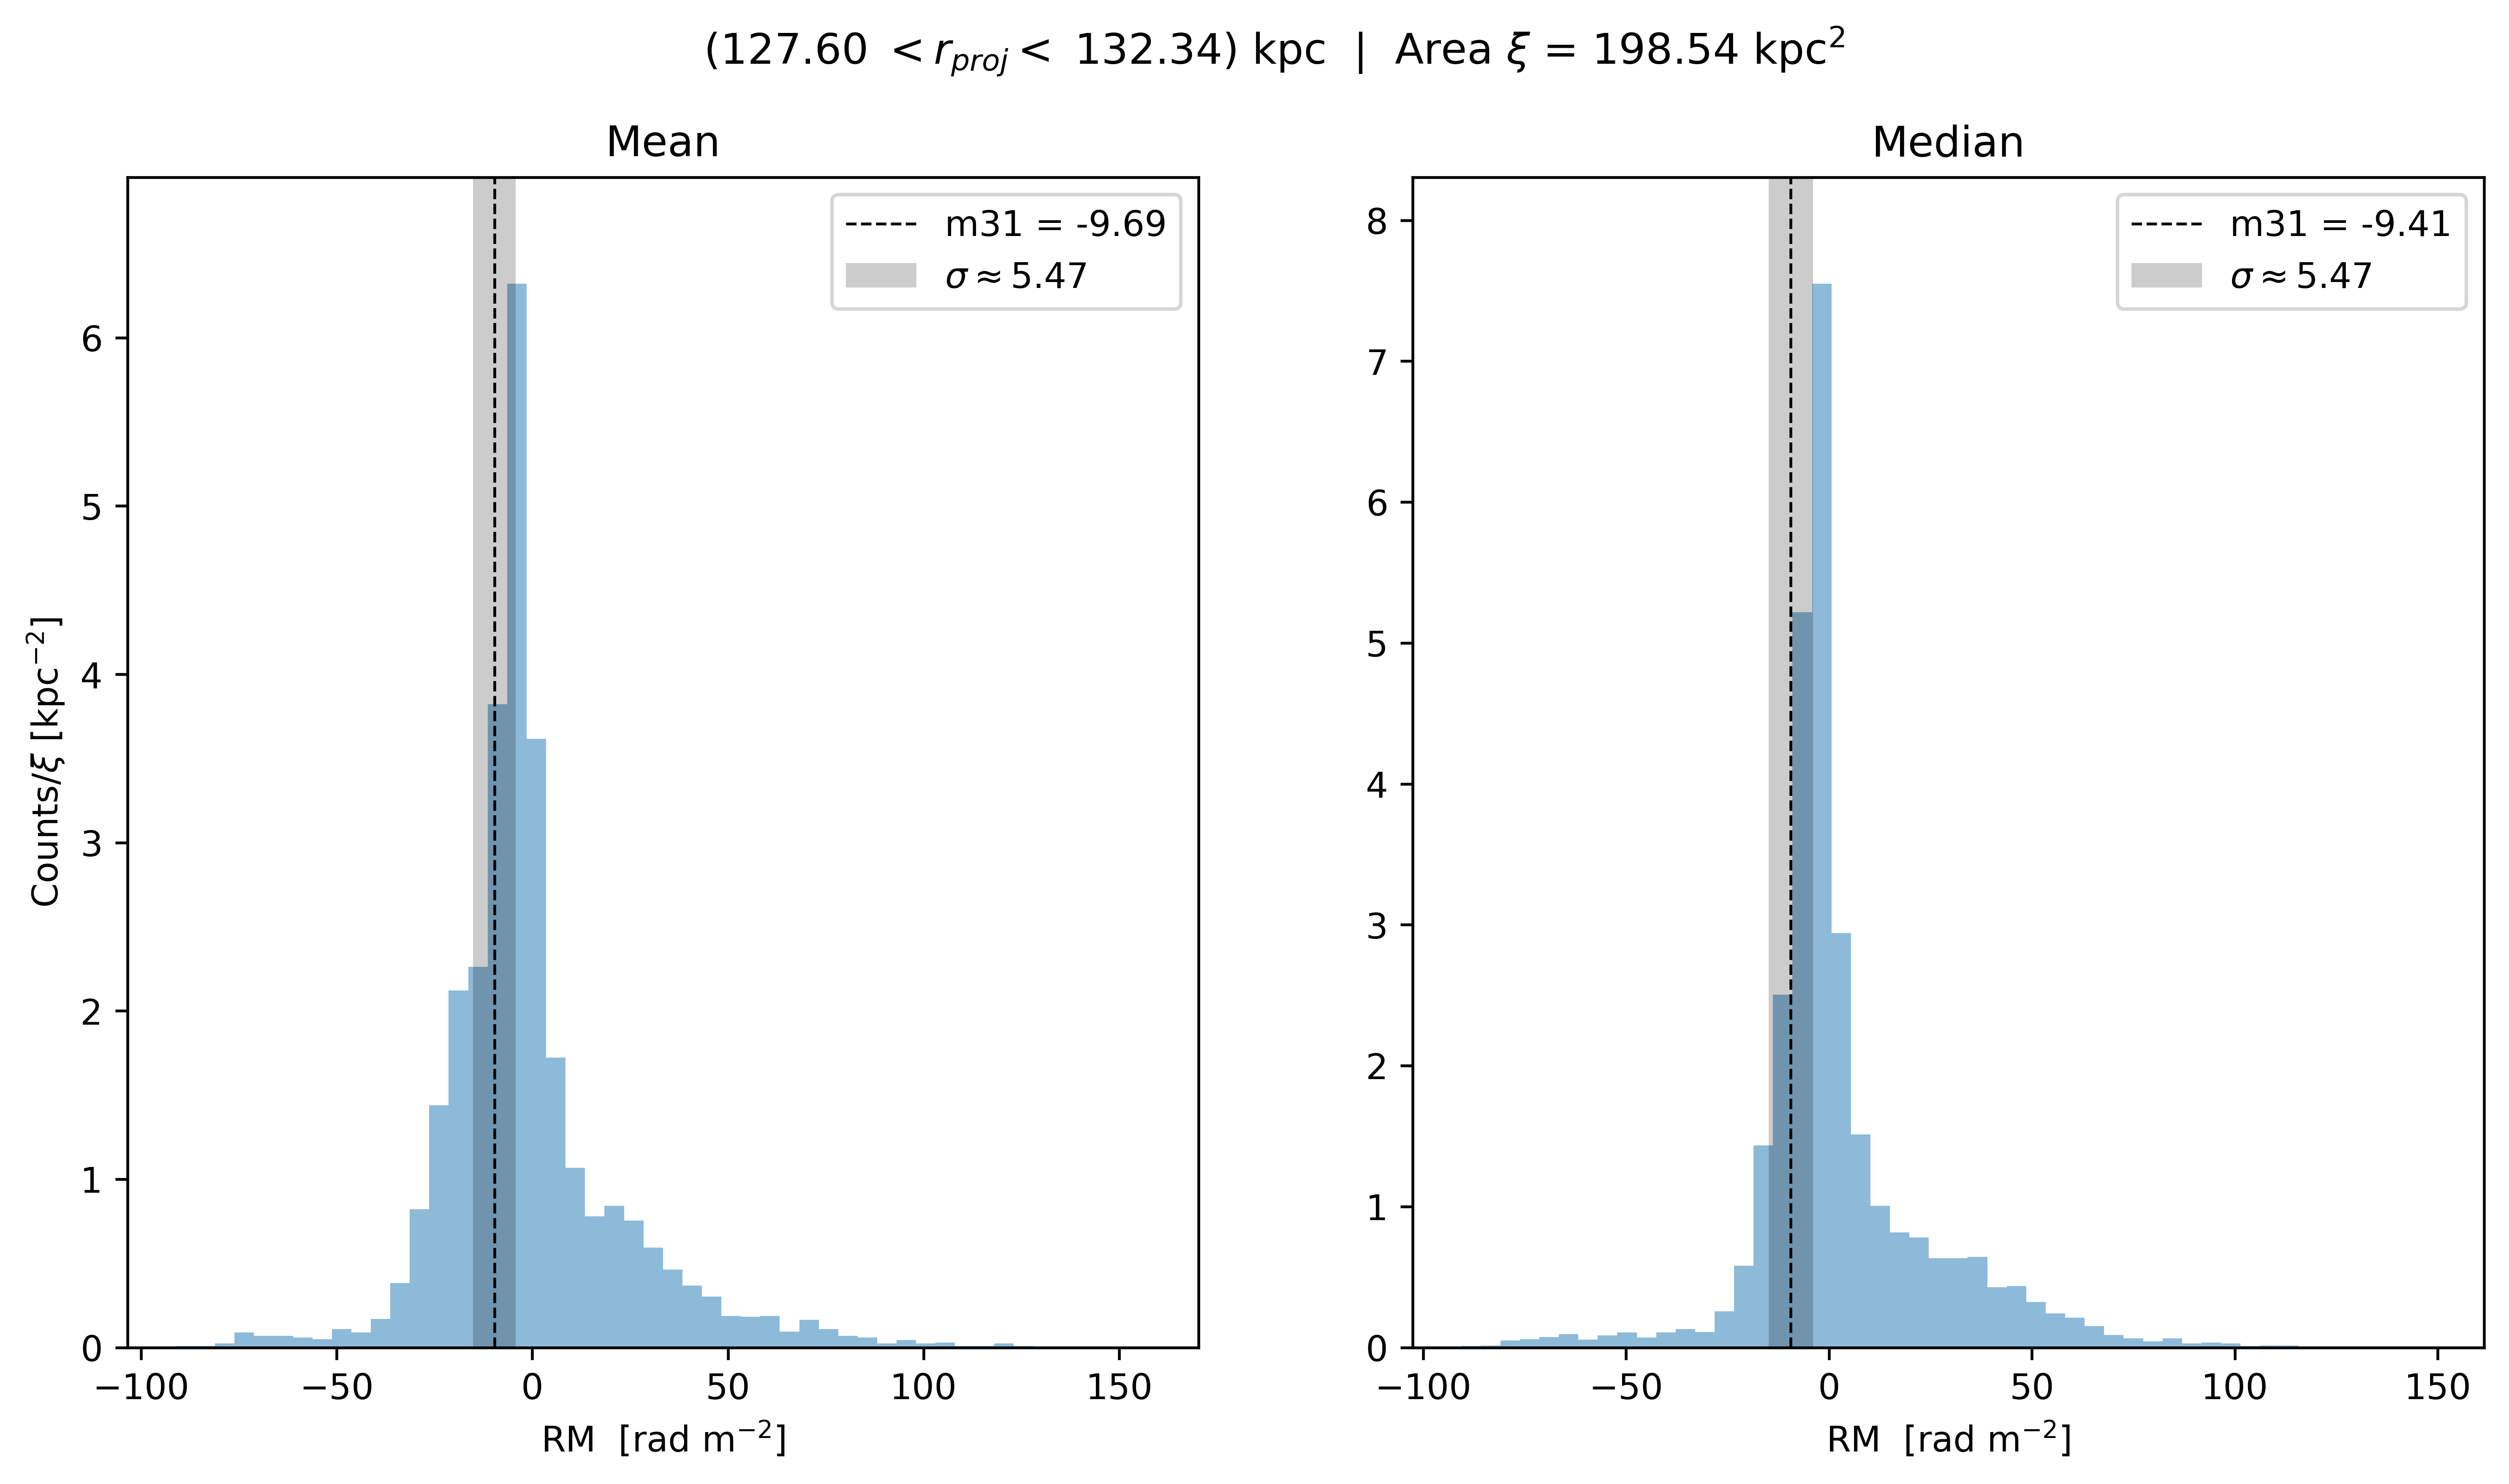 (127.60 < r_proj < 132.34) kpc | Area ξ = 198.54 kpc²
Mean
m31 = -9.69
σ ≈ 5.47
Counts/ξ [kpc⁻²]
6
5
4
3
2
1
0
−100 −50 0 50 100 150
RM [rad m⁻²]
Median
m31 = -9.41
σ ≈ 5.47
8
7
6
5
4
3
2
1
0
−100 −50 0 50 100 150
RM [rad m⁻²]